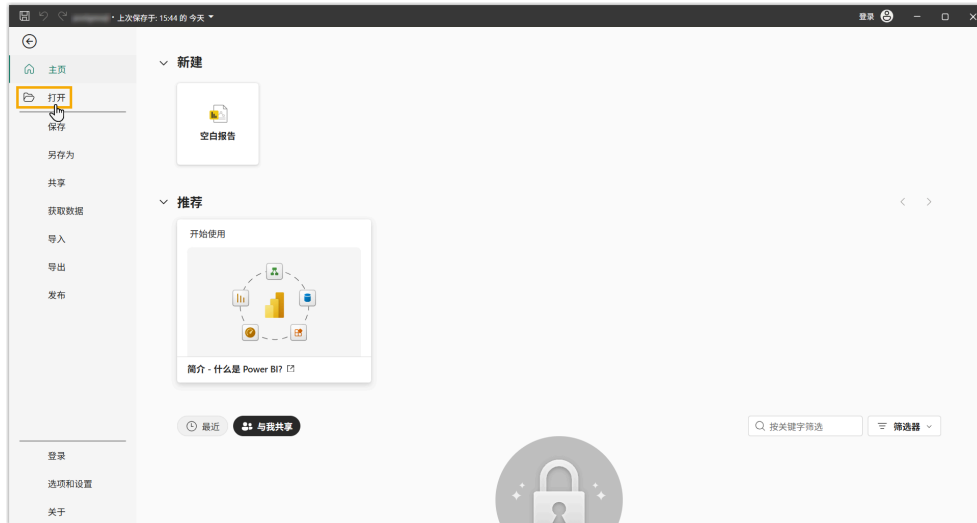 • 上次保存于: 15:44 的 今天
登录
主页
打开
保存
另存为
共享
获取数据
导入
导出
发布
登录
选项和设置
关于
新建
空白报告
推荐
开始使用
简介 - 什么是 Power BI?
最近
与我共享
按关键字筛选
筛选器